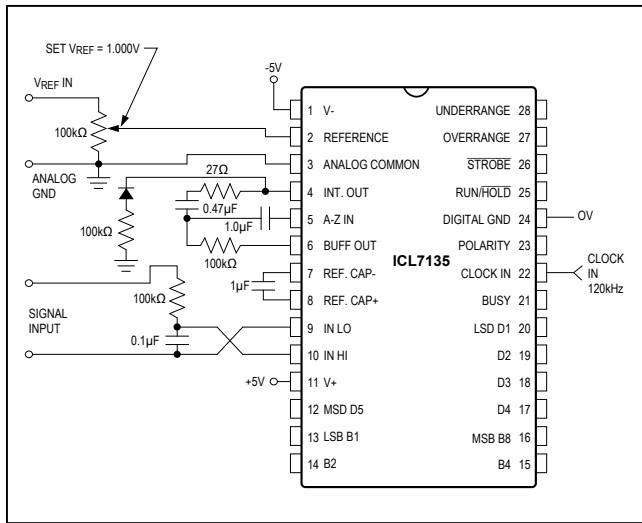 SET VREF = 1.000V
VREF IN
100kΩ
ANALOG GND
27Ω
0.47µF
1.0µF
100kΩ
100kΩ
1µF
100kΩ
SIGNAL INPUT
0.1µF
-5V
+5V
ICL7135
1 V-
2 REFERENCE
3 ANALOG COMMON
4 INT. OUT
5 A-Z IN
6 BUFF OUT
7 REF. CAP-
8 REF. CAP+
9 IN LO
10 IN HI
11 V+
12 MSD D5
13 LSB B1
14 B2
UNDERRANGE 28
OVERRANGE 27
STROBE 26
RUN/HOLD 25
DIGITAL GND 24
POLARITY 23
CLOCK IN 22
BUSY 21
LSD D1 20
D2 19
D3 18
D4 17
MSB B8 16
B4 15
0V
CLOCK
IN
120kHz